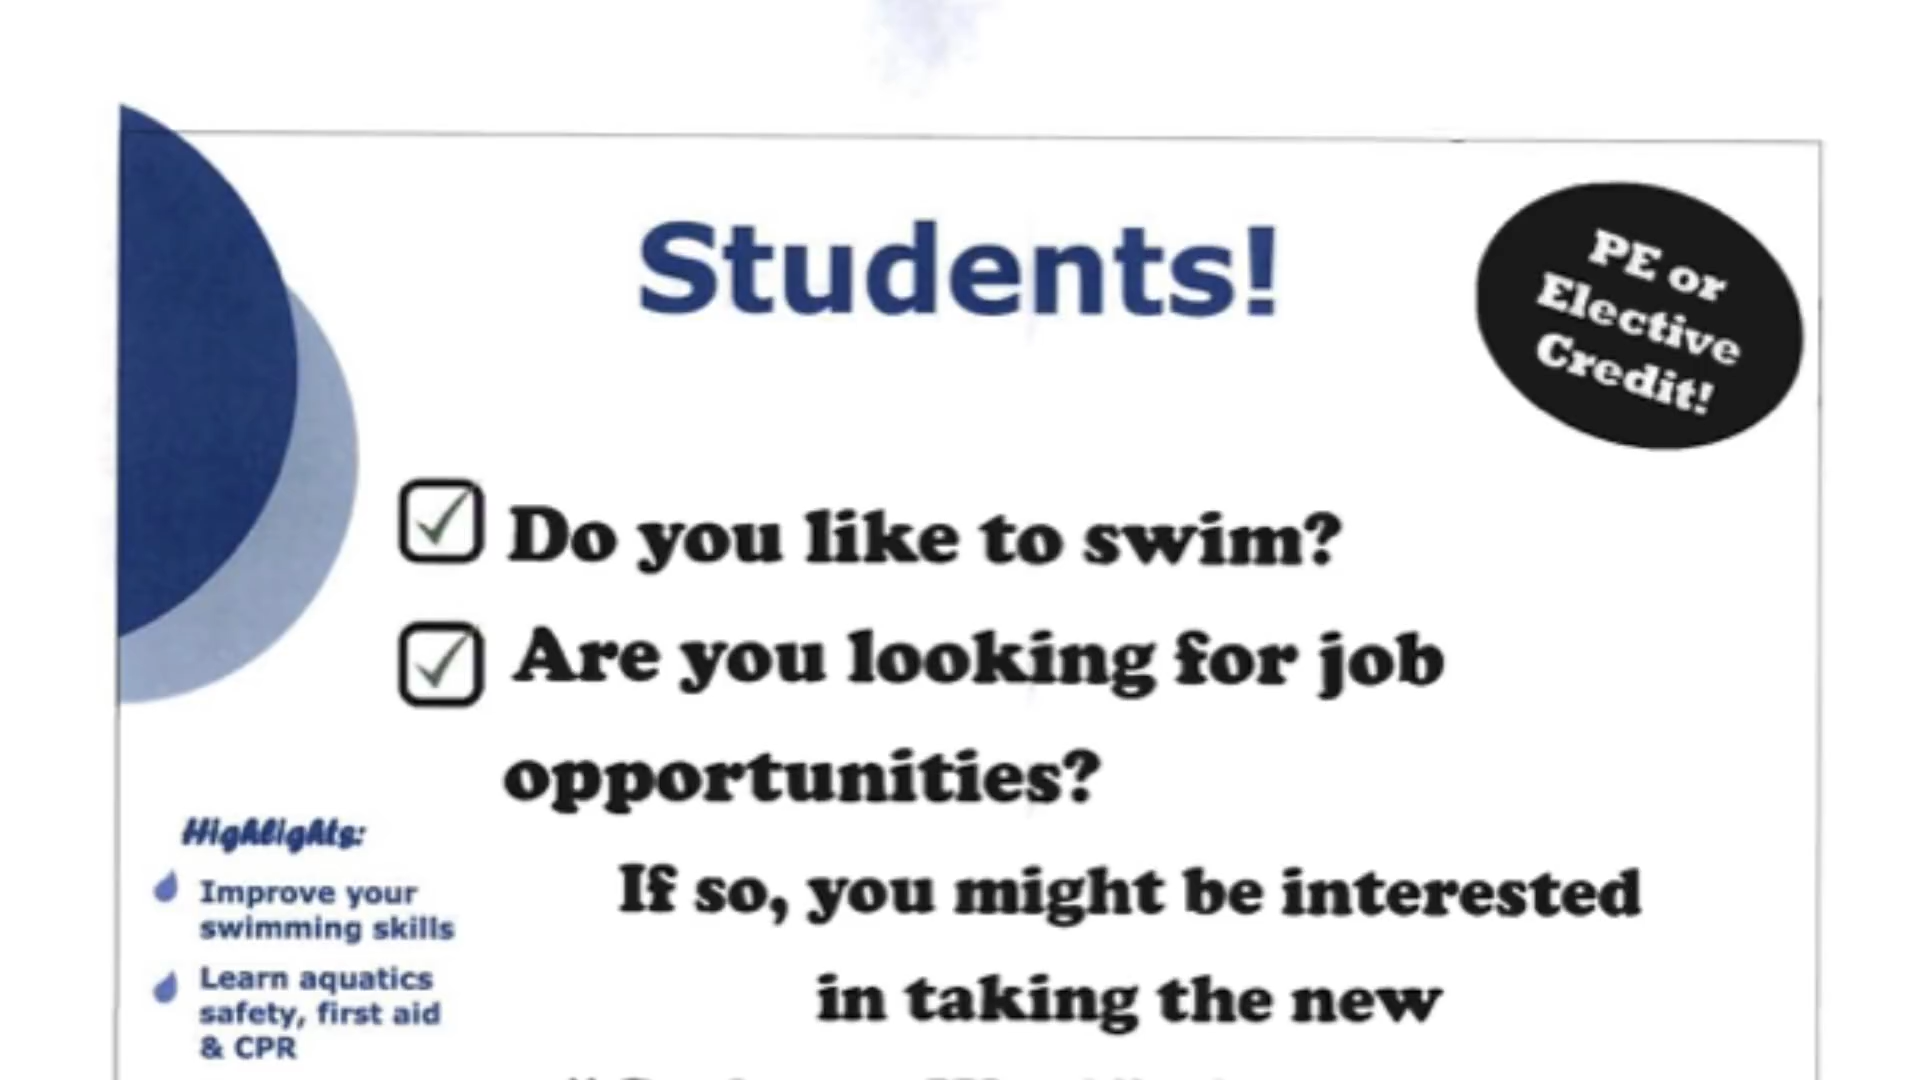 Students!
PE or
Elective
Credit!
Do you like to swim?
Are you looking for job
opportunities?
If so, you might be interested
in taking the new
Highlights:
Improve your
swimming skills
Learn aquatics
safety, first aid
& CPR